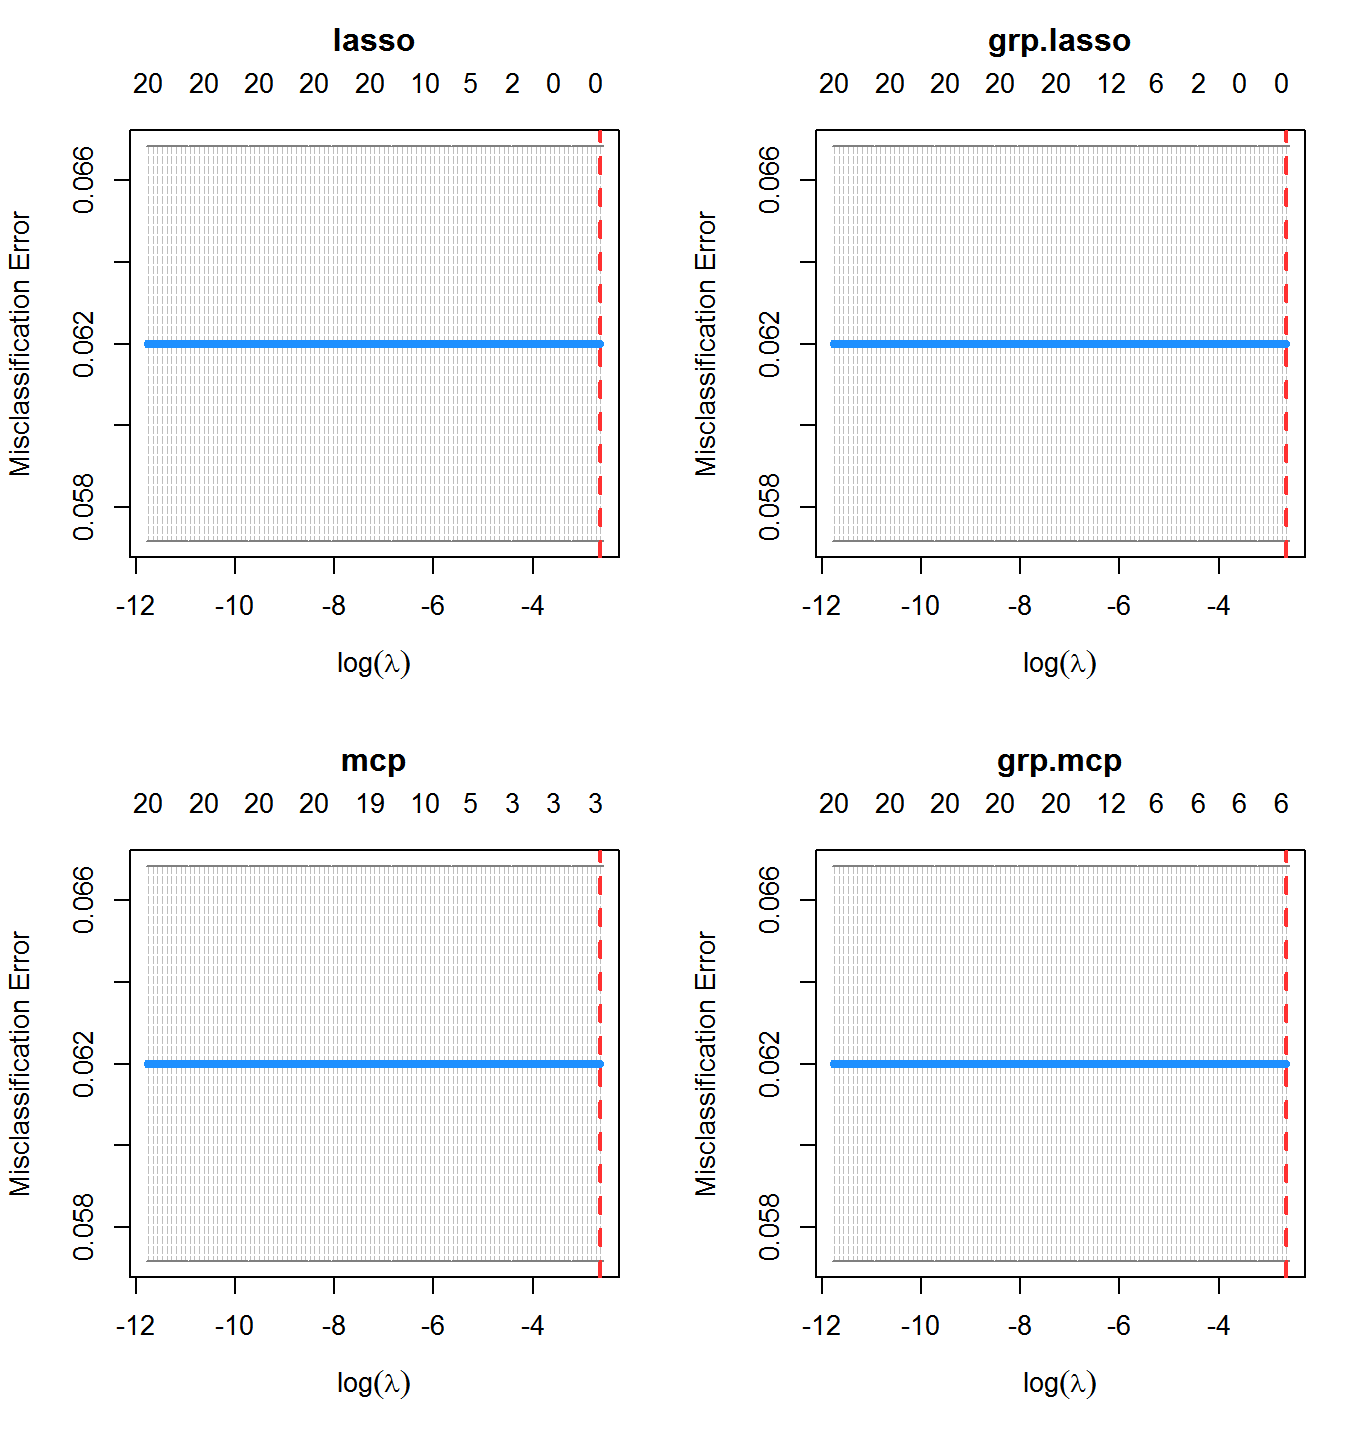 lasso
20 20 20 20 20 10 5 2 0 0
Misclassification Error
0.058 0.062 0.066
-12 -10 -8 -6 -4
log(λ)
grp.lasso
20 20 20 20 20 12 6 2 0 0
Misclassification Error
0.058 0.062 0.066
-12 -10 -8 -6 -4
log(λ)
mcp
20 20 20 20 19 10 5 3 3 3
Misclassification Error
0.058 0.062 0.066
-12 -10 -8 -6 -4
log(λ)
grp.mcp
20 20 20 20 20 12 6 6 6 6
Misclassification Error
0.058 0.062 0.066
-12 -10 -8 -6 -4
log(λ)